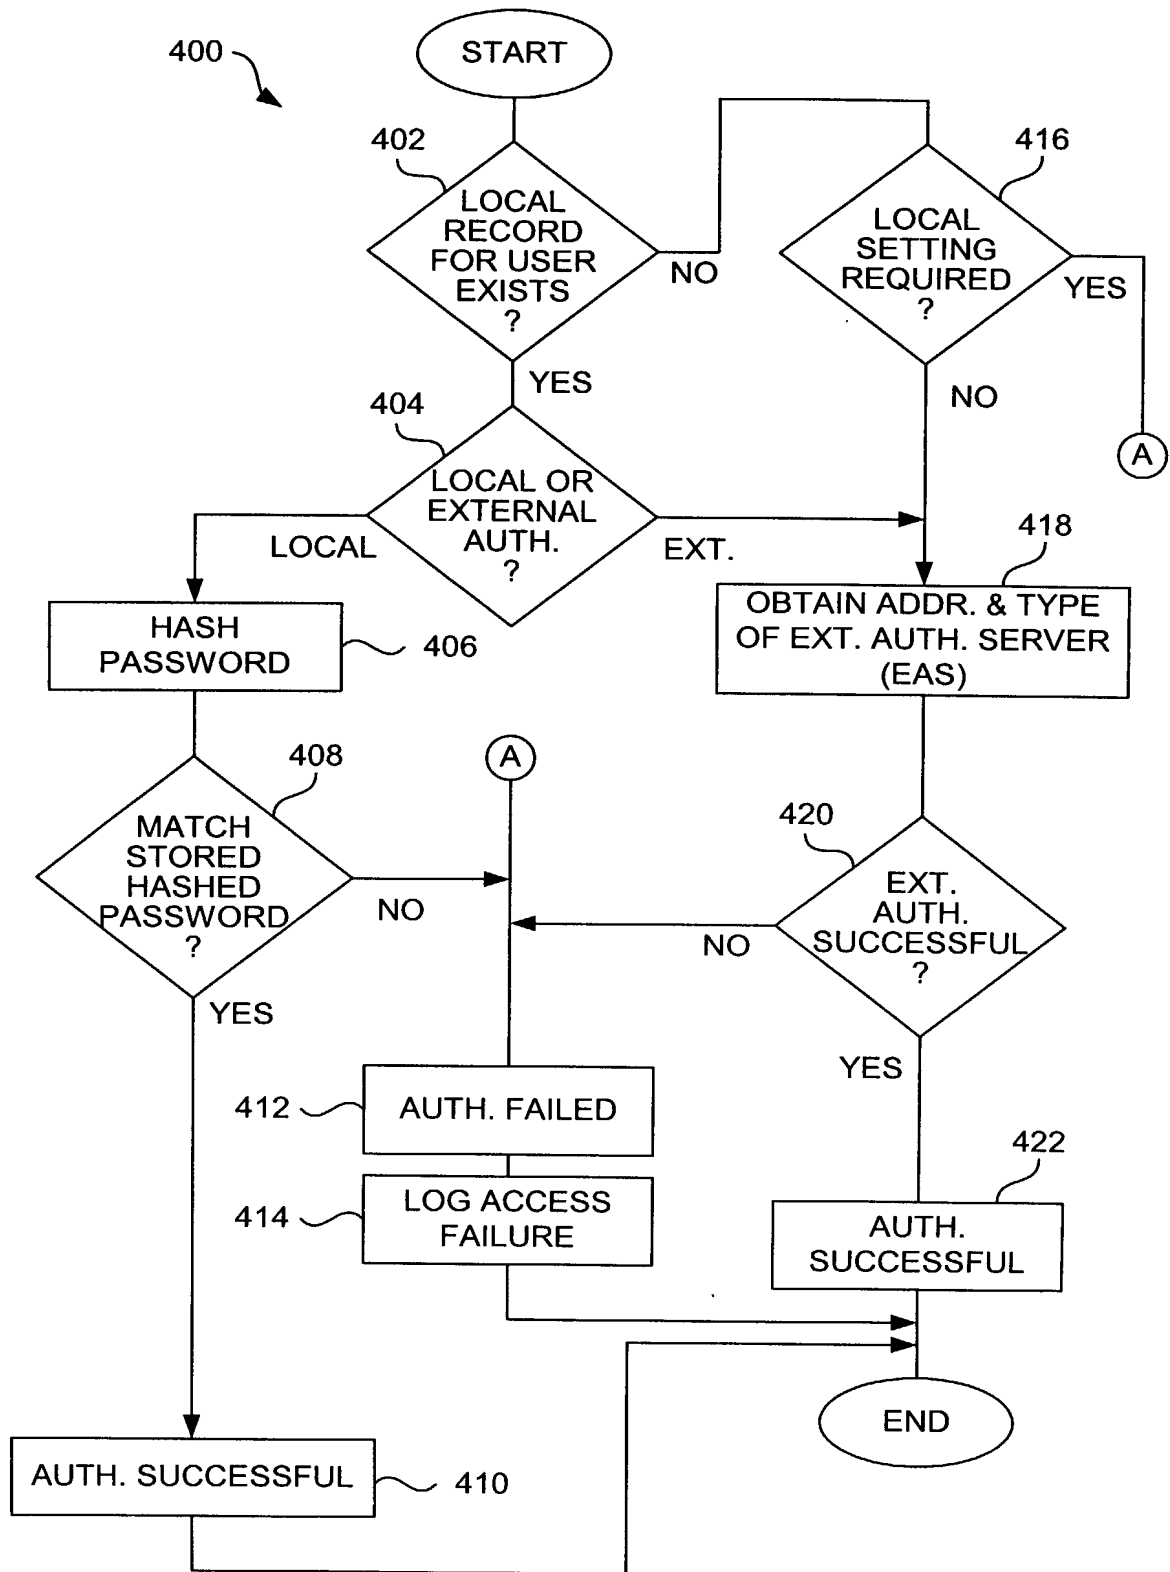 400
START
402
LOCAL
RECORD
FOR USER
EXISTS
?
NO
YES
416
LOCAL
SETTING
REQUIRED
?
YES
NO
A
404
LOCAL OR
EXTERNAL
AUTH.
?
LOCAL
EXT.
418
OBTAIN ADDR. & TYPE
OF EXT. AUTH. SERVER
(EAS)
HASH
PASSWORD
406
408
MATCH
STORED
HASHED
PASSWORD
?
NO
YES
A
420
EXT.
AUTH.
SUCCESSFUL
?
NO
YES
412
AUTH. FAILED
414
LOG ACCESS
FAILURE
422
AUTH.
SUCCESSFUL
END
AUTH. SUCCESSFUL
410